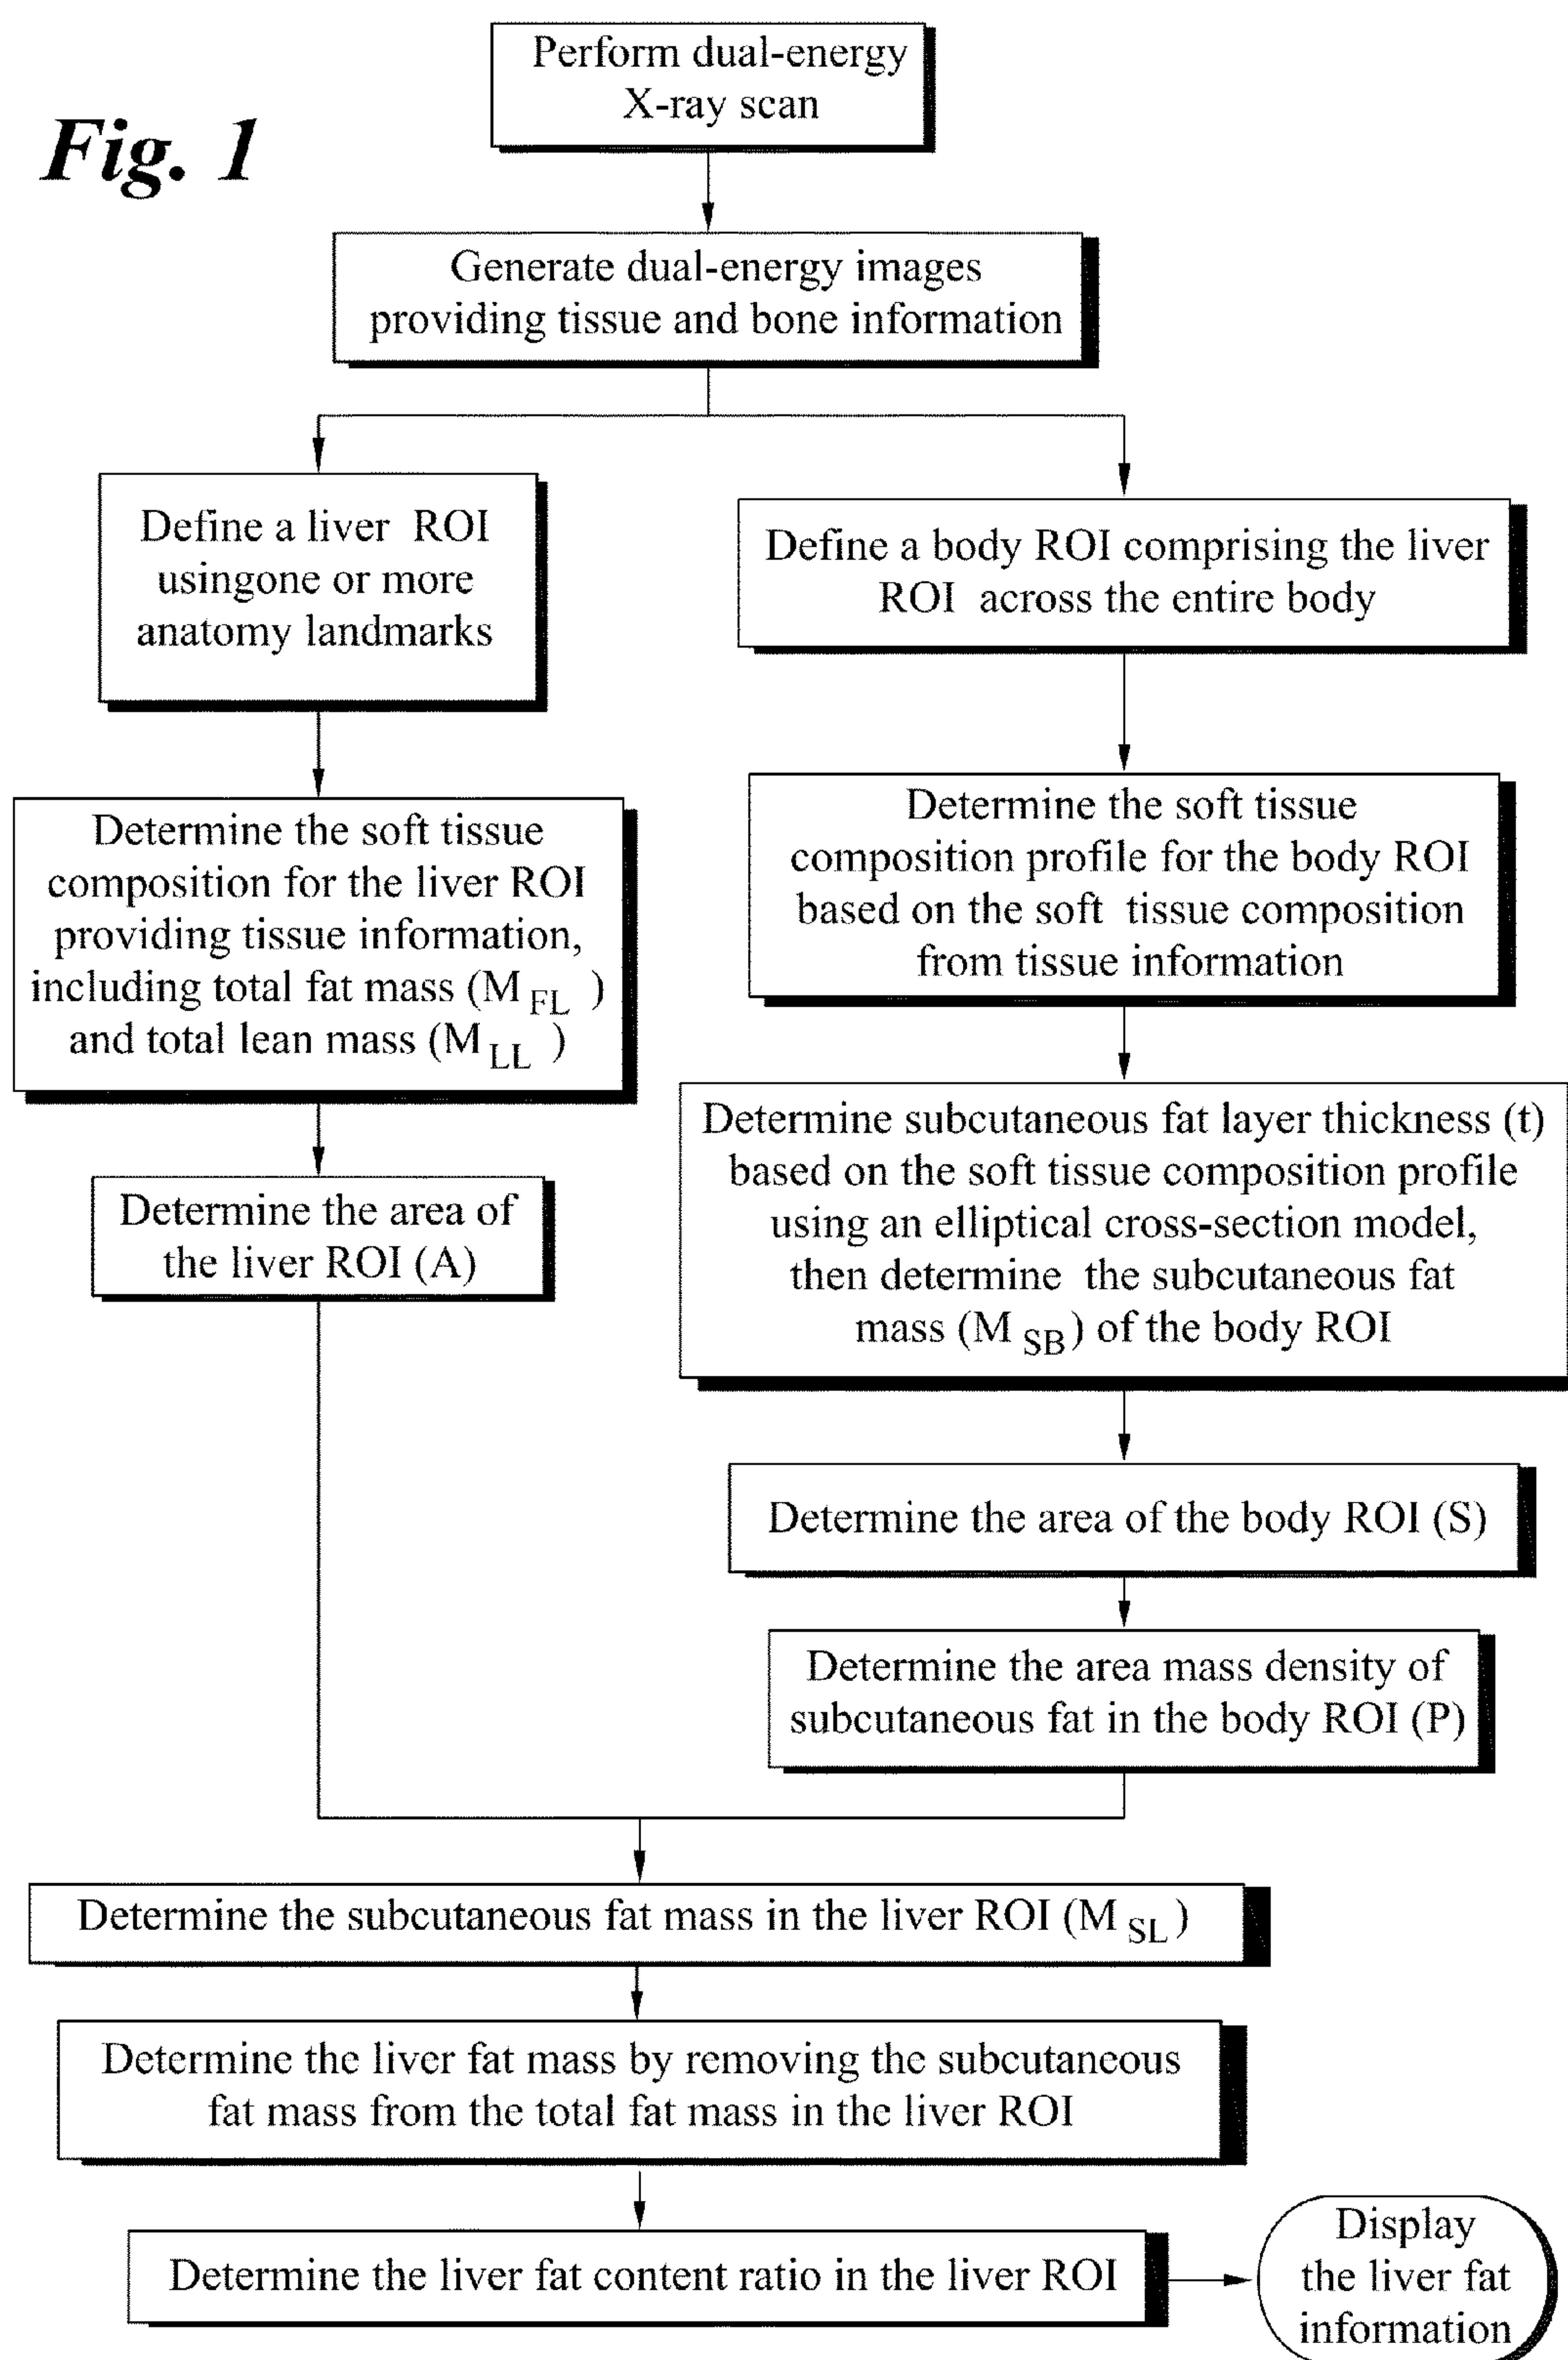 Fig. 1
Perform dual-energy
X-ray scan
Generate dual-energy images
providing tissue and bone information
Define a liver ROI
usingone or more
anatomy landmarks
Determine the soft tissue
composition for the liver ROI
providing tissue information,
including total fat mass (M FL )
and total lean mass (M LL )
Determine the area of
the liver ROI (A)
Define a body ROI comprising the liver
ROI across the entire body
Determine the soft tissue
composition profile for the body ROI
based on the soft tissue composition
from tissue information
Determine subcutaneous fat layer thickness (t)
based on the soft tissue composition profile
using an elliptical cross-section model,
then determine the subcutaneous fat
mass (M SB) of the body ROI
Determine the area of the body ROI (S)
Determine the area mass density of
subcutaneous fat in the body ROI (P)
Determine the subcutaneous fat mass in the liver ROI (M SL)
Determine the liver fat mass by removing the subcutaneous
fat mass from the total fat mass in the liver ROI
Determine the liver fat content ratio in the liver ROI
Display
the liver fat
information